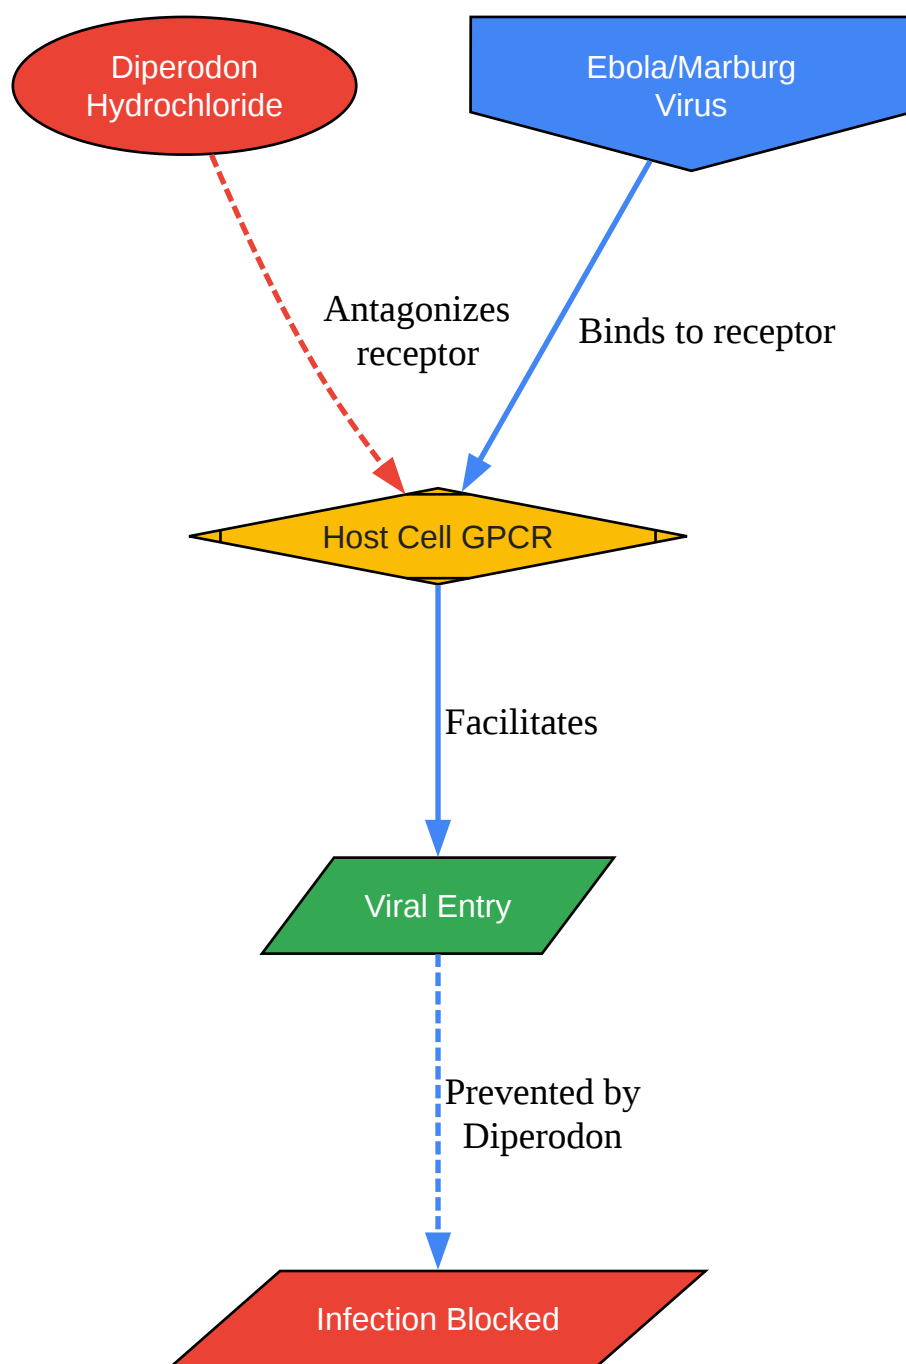 Diperodon
Hydrochloride
Ebola/Marburg
Virus
Antagonizes
receptor
Binds to receptor
Host Cell GPCR
Facilitates
Viral Entry
Prevented by
Diperodon
Infection Blocked